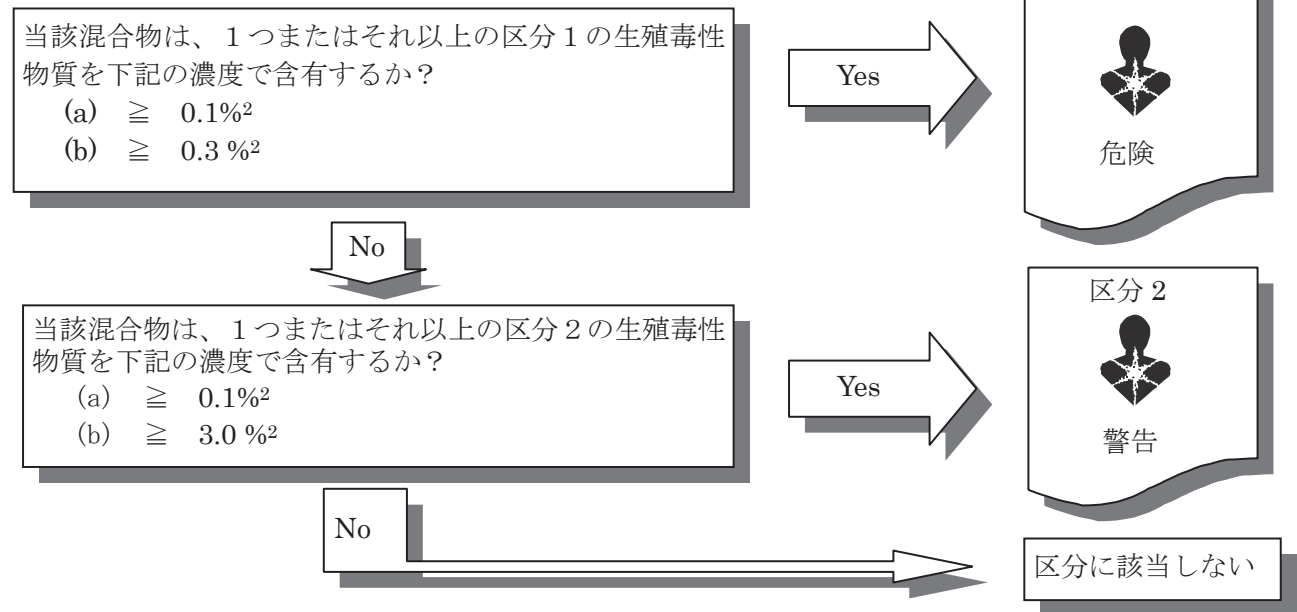 当該混合物は、１つまたはそれ以上の区分１の生殖毒性
物質を下記の濃度で含有するか？
(a) ≧ 0.1%²
(b) ≧ 0.3 %²
Yes
危険
No
当該混合物は、１つまたはそれ以上の区分２の生殖毒性
物質を下記の濃度で含有するか？
(a) ≧ 0.1%²
(b) ≧ 3.0 %²
Yes
区分２
警告
No
区分に該当しない